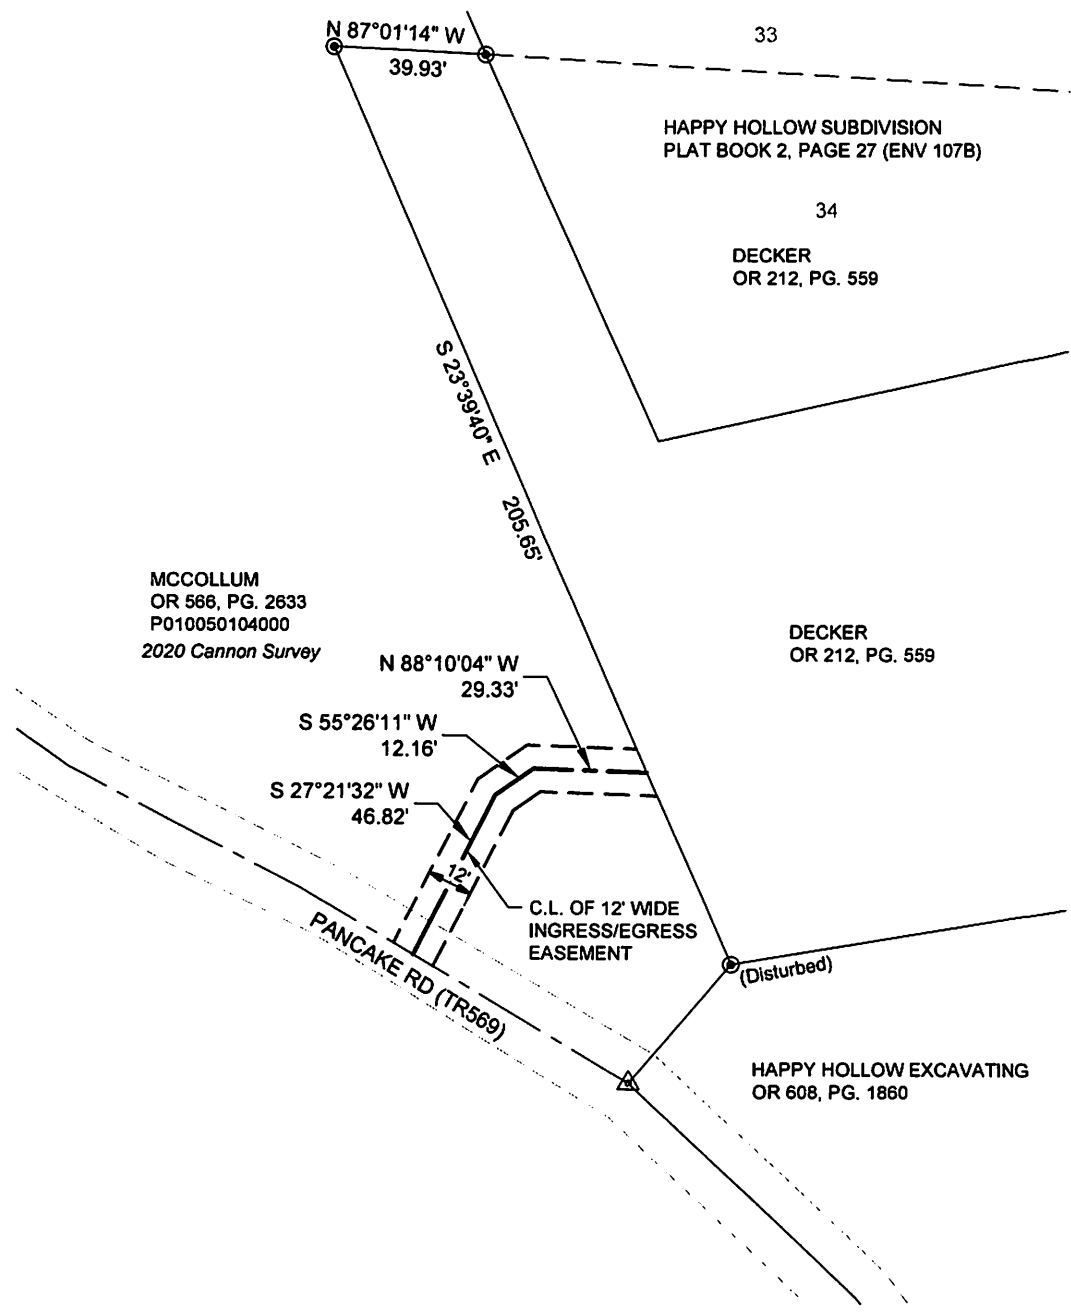 N 87°01'14" W
39.93'
33
HAPPY HOLLOW SUBDIVISION
PLAT BOOK 2, PAGE 27 (ENV 107B)
34
DECKER
OR 212, PG. 559
S 23°39'40" E
205.65'
MCCOLLUM
OR 566, PG. 2633
P010050104000
2020 Cannon Survey
DECKER
OR 212, PG. 559
N 88°10'04" W
29.33'
S 55°26'11" W
12.16'
S 27°21'32" W
46.82'
12'
C.L. OF 12' WIDE
INGRESS/EGRESS
EASEMENT
PANCAKE RD (TR569)
(Disturbed)
HAPPY HOLLOW EXCAVATING
OR 608, PG. 1860